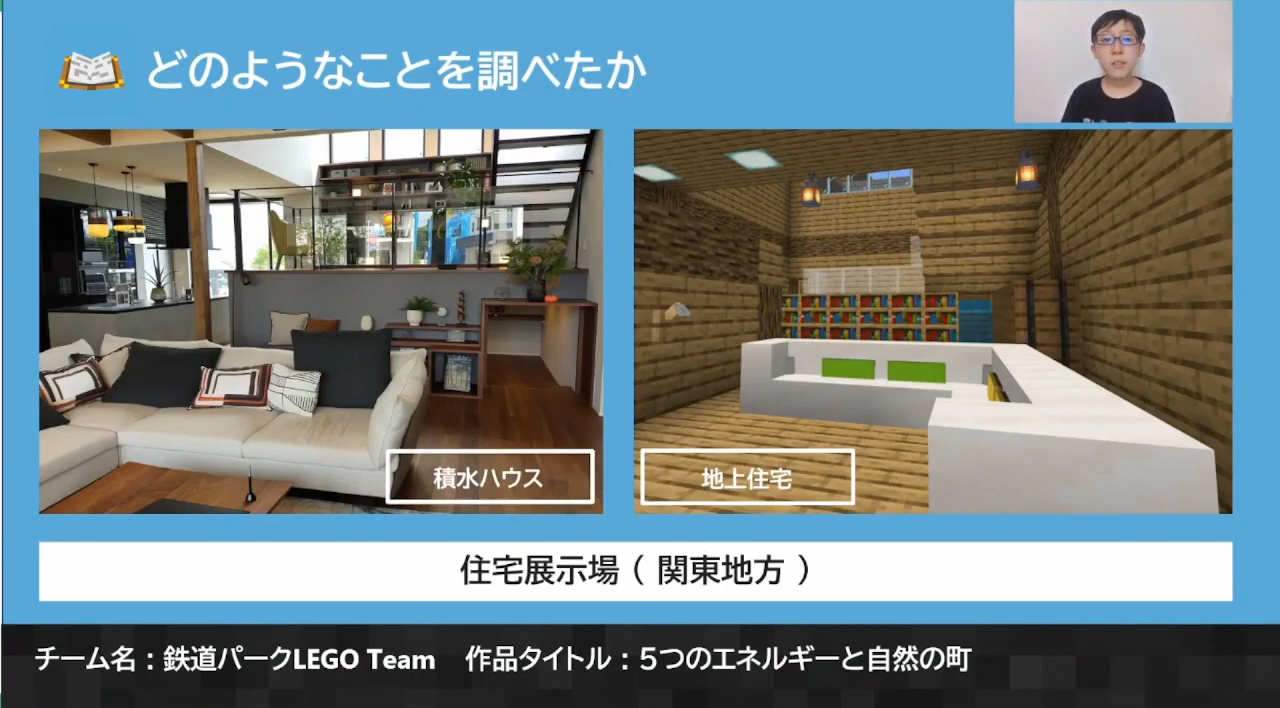 どのようなことを調べたか
積水ハウス
地上住宅
住宅展示場（ 関東地方 ）
チーム名：鉄道パークLEGO Team 作品タイトル：５つのエネルギーと自然の町